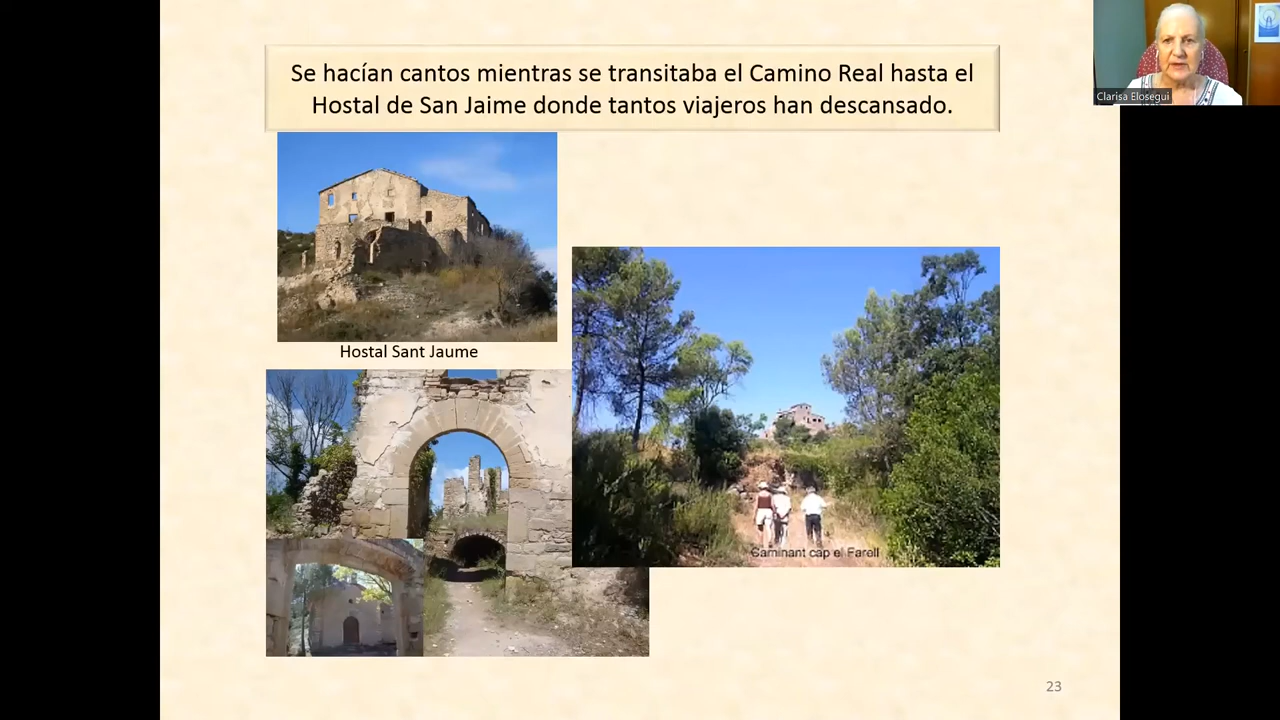 Se hacían cantos mientras se transitaba el Camino Real hasta el
Hostal de San Jaime donde tantos viajeros han descansado.
Clarisa Elosegui
Hostal Sant Jaume
Caminant cap el Farell
23